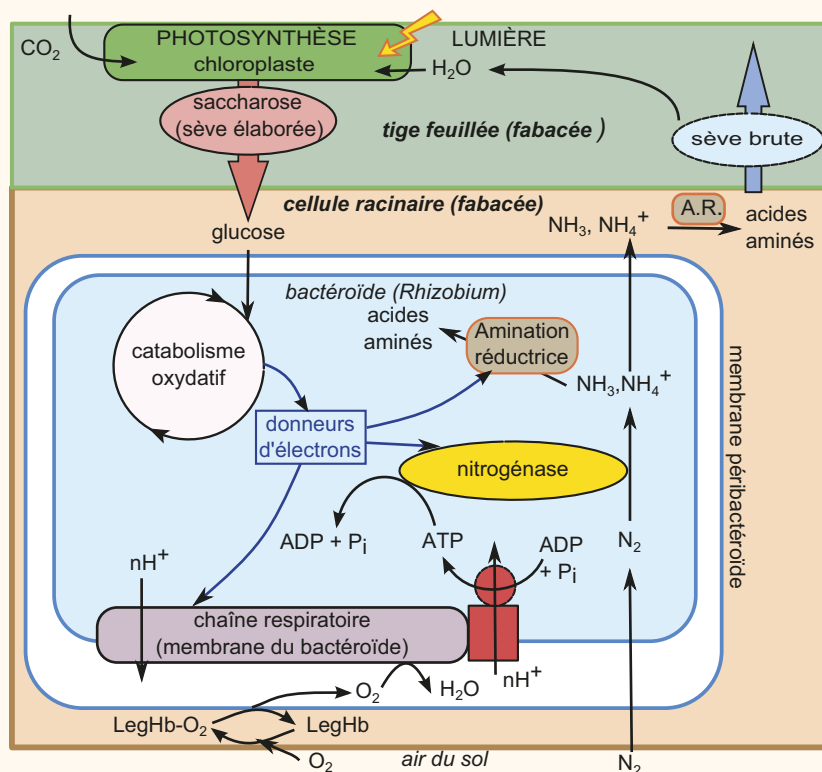 CO₂
PHOTOSYNTHÈSE
chloroplaste
LUMIÈRE
H₂O
saccharose
(sève élaborée)
tige feuillée (fabacée )
sève brute
cellule racinaire (fabacée)
glucose
NH₃, NH₄⁺
A.R.
acides
aminés
bactéroïde (Rhizobium)
acides
aminés
Amination
réductrice
catabolisme
oxydatif
NH₃,NH₄⁺
donneurs
d'électrons
nitrogénase
membrane péribactéroïde
ADP + Pi
ATP
ADP
+ Pi
N₂
nH⁺
chaîne respiratoire
(membrane du bactéroïde)
O₂
H₂O
nH⁺
LegHb-O₂
LegHb
O₂
air du sol
N₂